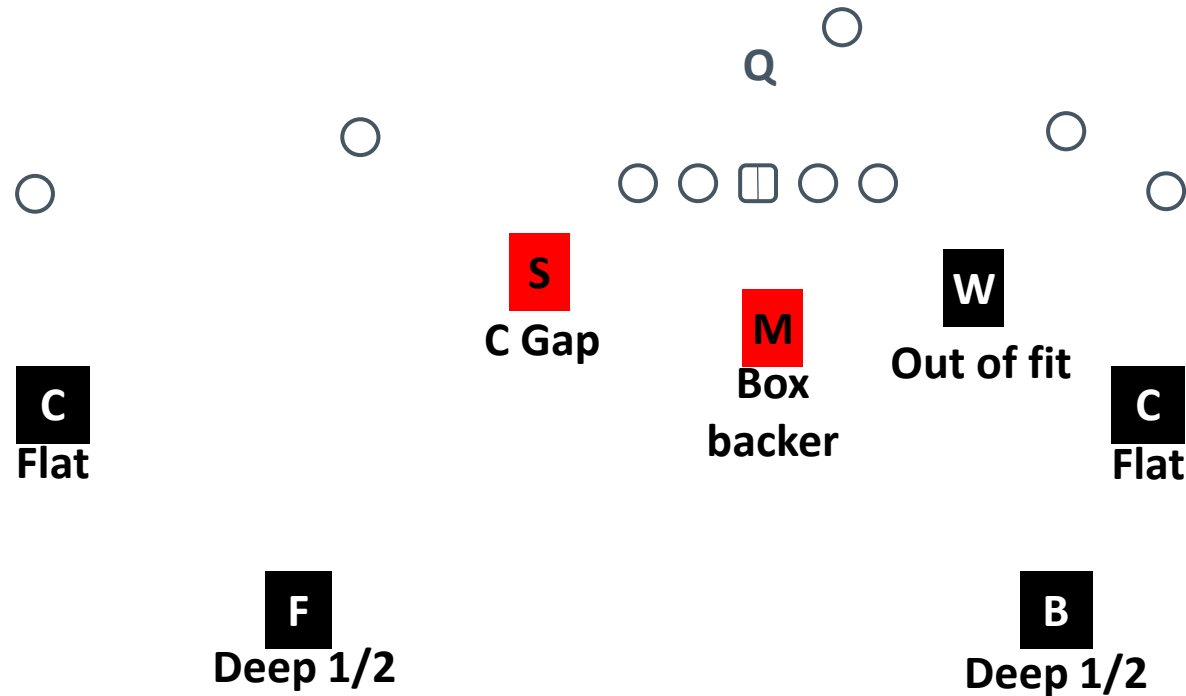 Q
S
W
C Gap
M
Out of fit
Box
backer
C
C
Flat
Flat
F
B
Deep 1/2
Deep 1/2